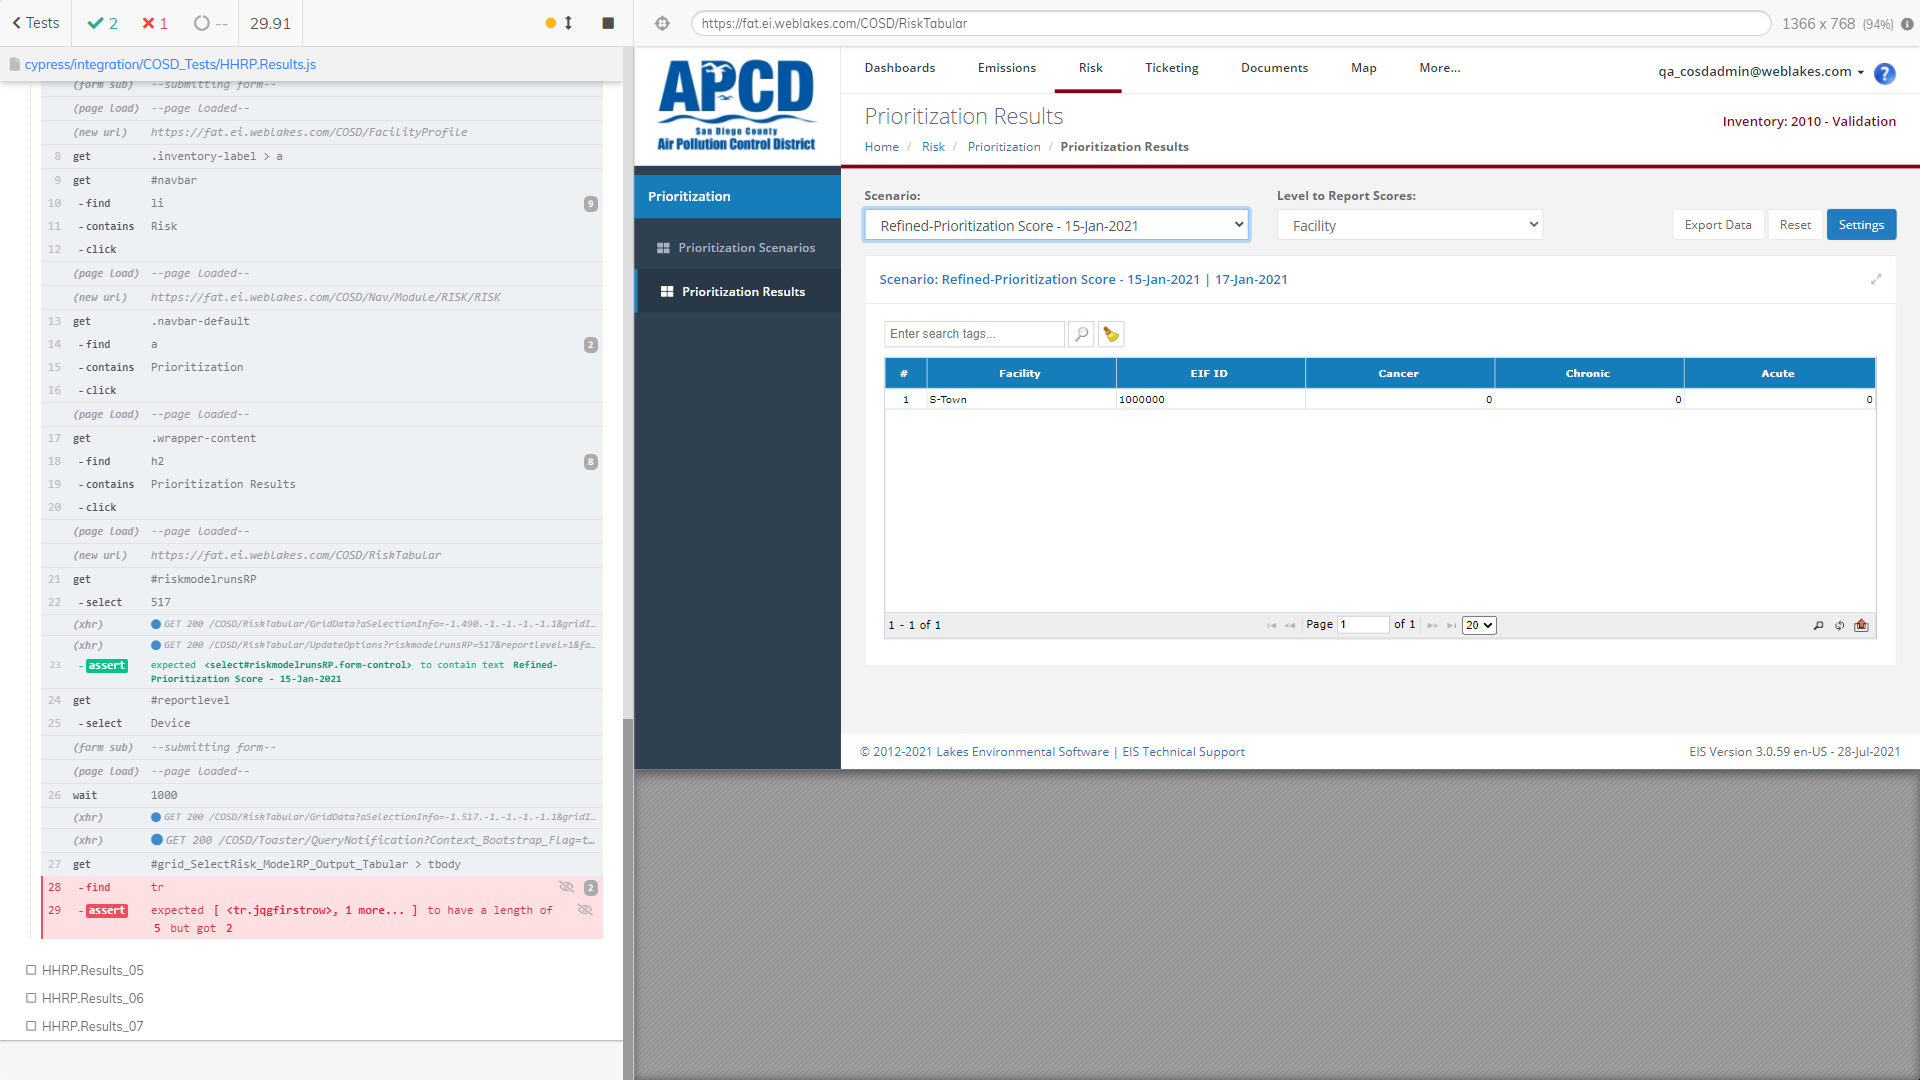 Tests 2 1 -- 29.91
cypress/integration/COSD_Tests/HHRP.Results.js
(form sub) --submitting form--
(page load) --page loaded--
(new url) https://fat.ei.weblakes.com/COSD/FacilityProfile
8 get .inventory-label > a
9 get #navbar
10 -find li 9
11 -contains Risk
12 -click
(page load) --page loaded--
(new url) https://fat.ei.weblakes.com/COSD/Nav/Module/RISK/RISK
13 get .navbar-default
14 -find a 2
15 -contains Prioritization
16 -click
(page load) --page loaded--
17 get .wrapper-content
18 -find h2 8
19 -contains Prioritization Results
20 -click
(page load) --page loaded--
(new url) https://fat.ei.weblakes.com/COSD/RiskTabular
21 get #riskmodelrunsRP
22 -select 517
(xhr) GET 200 /COSD/RiskTabular/GridData?aSelectionInfo=-1.490.-1.-1.-1.-1.1&gridI...
(xhr) GET 200 /COSD/RiskTabular/UpdateOptions?riskmodelrunsRP=517&reportLevel=1&fa...
23 -assert expected <select#riskmodelrunsRP.form-control> to contain text Refined-
Prioritization Score - 15-Jan-2021
24 get #reportlevel
25 -select Device
(form sub) --submitting form--
(page load) --page loaded--
26 wait 1000
(xhr) GET 200 /COSD/RiskTabular/GridData?aSelectionInfo=-1.517.-1.-1.-1.-1.1&gridI...
(xhr) GET 200 /COSD/Toaster/QueryNotification?Context_Bootstrap_Flag=t...
27 get #grid_SelectRisk_ModelRP_Output_Tabular > tbody
28 -find tr 2
29 -assert expected [ <tr.jqgfirstrow>, 1 more... ] to have a length of
5 but got 2
HHRP.Results_05
HHRP.Results_06
HHRP.Results_07
https://fat.ei.weblakes.com/COSD/RiskTabular
1366 x 768 (94%)
APCD
San Diego County
Air Pollution Control District
Dashboards Emissions Risk Ticketing Documents Map More...
qa_cosdadmin@weblakes.com ?
Prioritization Results
Inventory: 2010 - Validation
Home / Risk / Prioritization / Prioritization Results
Prioritization
Prioritization Scenarios
Prioritization Results
Scenario: Level to Report Scores:
Refined-Prioritization Score - 15-Jan-2021 Facility Export Data Reset Settings
Scenario: Refined-Prioritization Score - 15-Jan-2021 | 17-Jan-2021
Enter search tags...
# Facility EIF ID Cancer Chronic Acute
1 S-Town 1000000 0 0 0
1 - 1 of 1 Page 1 of 1 20
© 2012-2021 Lakes Environmental Software | EIS Technical Support
EIS Version 3.0.59 en-US - 28-Jul-2021